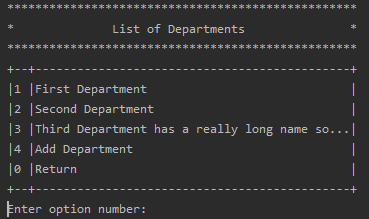 **************************************************
*              List of Departments               *
**************************************************
+--+---------------------------------------------+
|1 |First Department                             |
|2 |Second Department                            |
|3 |Third Department has a really long name so...|
|4 |Add Department                               |
|0 |Return                                       |
+--+---------------------------------------------+
Enter option number: